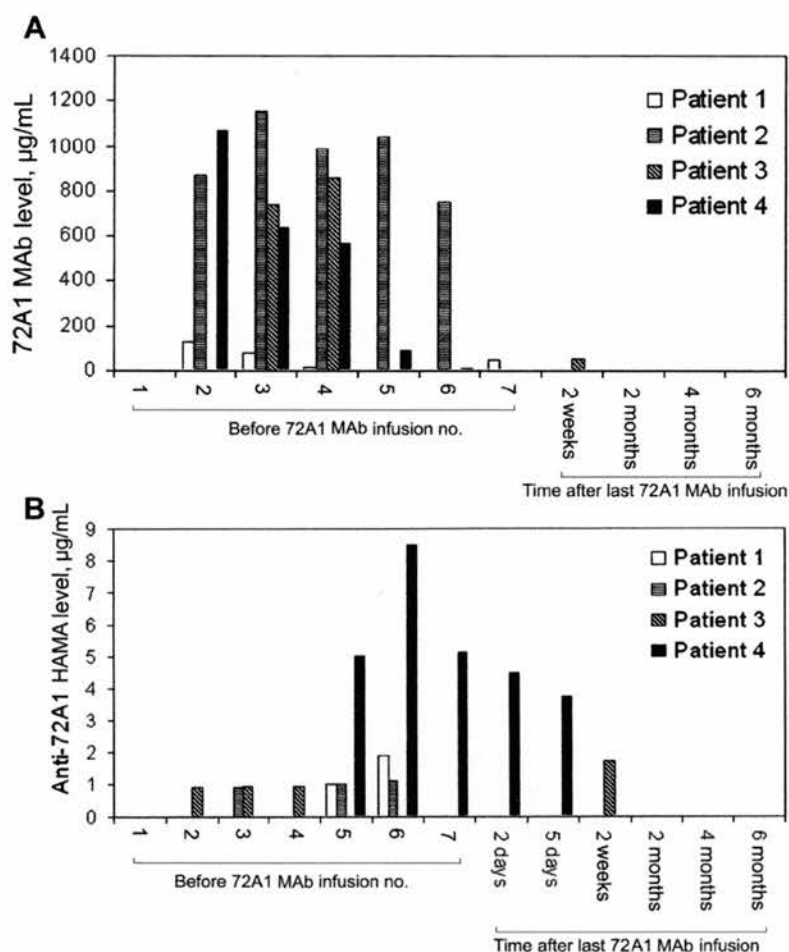 A
72A1 MAb level, µg/mL
1400
1200
1000
800
600
400
200
0
Patient 1
Patient 2
Patient 3
Patient 4
1
2
3
4
5
6
7
2 weeks
2 months
4 months
6 months
Before 72A1 MAb infusion no.
Time after last 72A1 MAb infusion
B
Anti-72A1 HAMA level, µg/mL
9
8
7
6
5
4
3
2
1
0
Patient 1
Patient 2
Patient 3
Patient 4
1
2
3
4
5
6
7
2 days
5 days
2 weeks
2 months
4 months
6 months
Before 72A1 MAb infusion no.
Time after last 72A1 MAb infusion